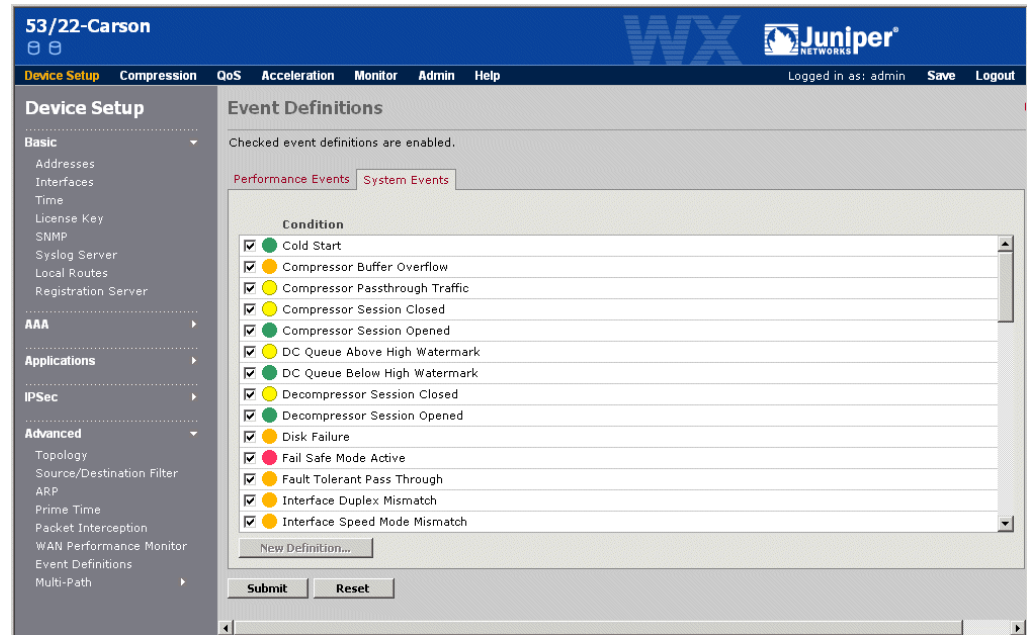 53/22-Carson
WX
Juniper
NETWORKS
Device Setup Compression QoS Acceleration Monitor Admin Help Logged in as: admin Save Logout
Device Setup
Basic
Addresses
Interfaces
Time
License Key
SNMP
Syslog Server
Local Routes
Registration Server
AAA
Applications
IPSec
Advanced
Topology
Source/Destination Filter
ARP
Prime Time
Packet Interception
WAN Performance Monitor
Event Definitions
Multi-Path
Event Definitions
Checked event definitions are enabled.
Performance Events System Events
Condition
Cold Start
Compressor Buffer Overflow
Compressor Passthrough Traffic
Compressor Session Closed
Compressor Session Opened
DC Queue Above High Watermark
DC Queue Below High Watermark
Decompressor Session Closed
Decompressor Session Opened
Disk Failure
Fail Safe Mode Active
Fault Tolerant Pass Through
Interface Duplex Mismatch
Interface Speed Mode Mismatch
New Definition...
Submit Reset